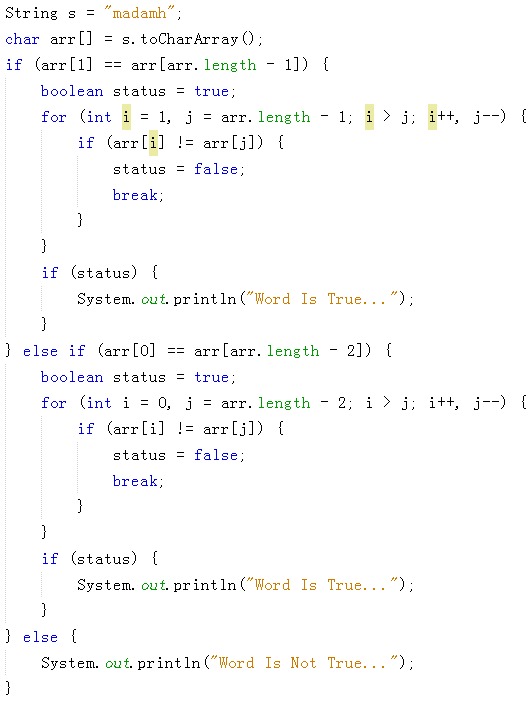 String s = "madamh";
char arr[] = s.toCharArray();
if (arr[1] == arr[arr.length - 1]) {
    boolean status = true;
    for (int i = 1, j = arr.length - 1; i > j; i++, j--) {
        if (arr[i] != arr[j]) {
            status = false;
            break;
        }
    }
    if (status) {
        System.out.println("Word Is True...");
    }
} else if (arr[0] == arr[arr.length - 2]) {
    boolean status = true;
    for (int i = 0, j = arr.length - 2; i > j; i++, j--) {
        if (arr[i] != arr[j]) {
            status = false;
            break;
        }
    }
    if (status) {
        System.out.println("Word Is True...");
    }
} else {
    System.out.println("Word Is Not True...");
}